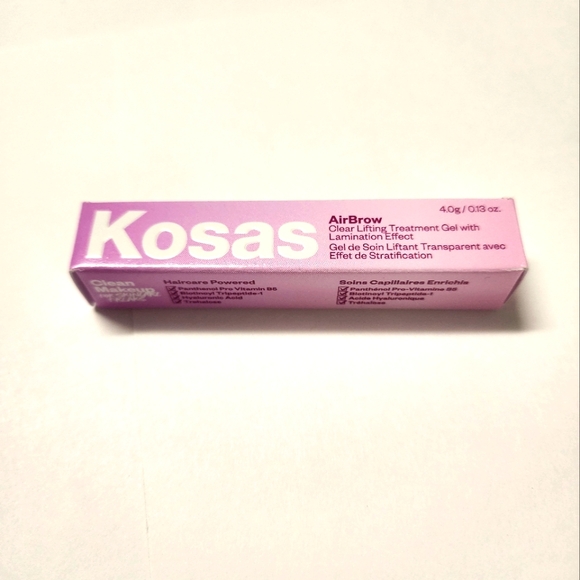 Kosas
4.0g / 0.13 oz.
AirBrow
Clear Lifting Treatment Gel with
Lamination Effect
Gel de Soin Liftant Transparent avec
Effet de Stratification
Clean
Makeup
Haircare Powered
Panthenol Pro-Vitamin B5
Biotinoyl Tripeptide-1
Hyaluronic Acid
Trehalose
Soins Capillaires Enrichis
Panthénol Pro-Vitamine B5
Biotinoyl Tripeptide-1
Acide Hyaluronique
Tréhalose